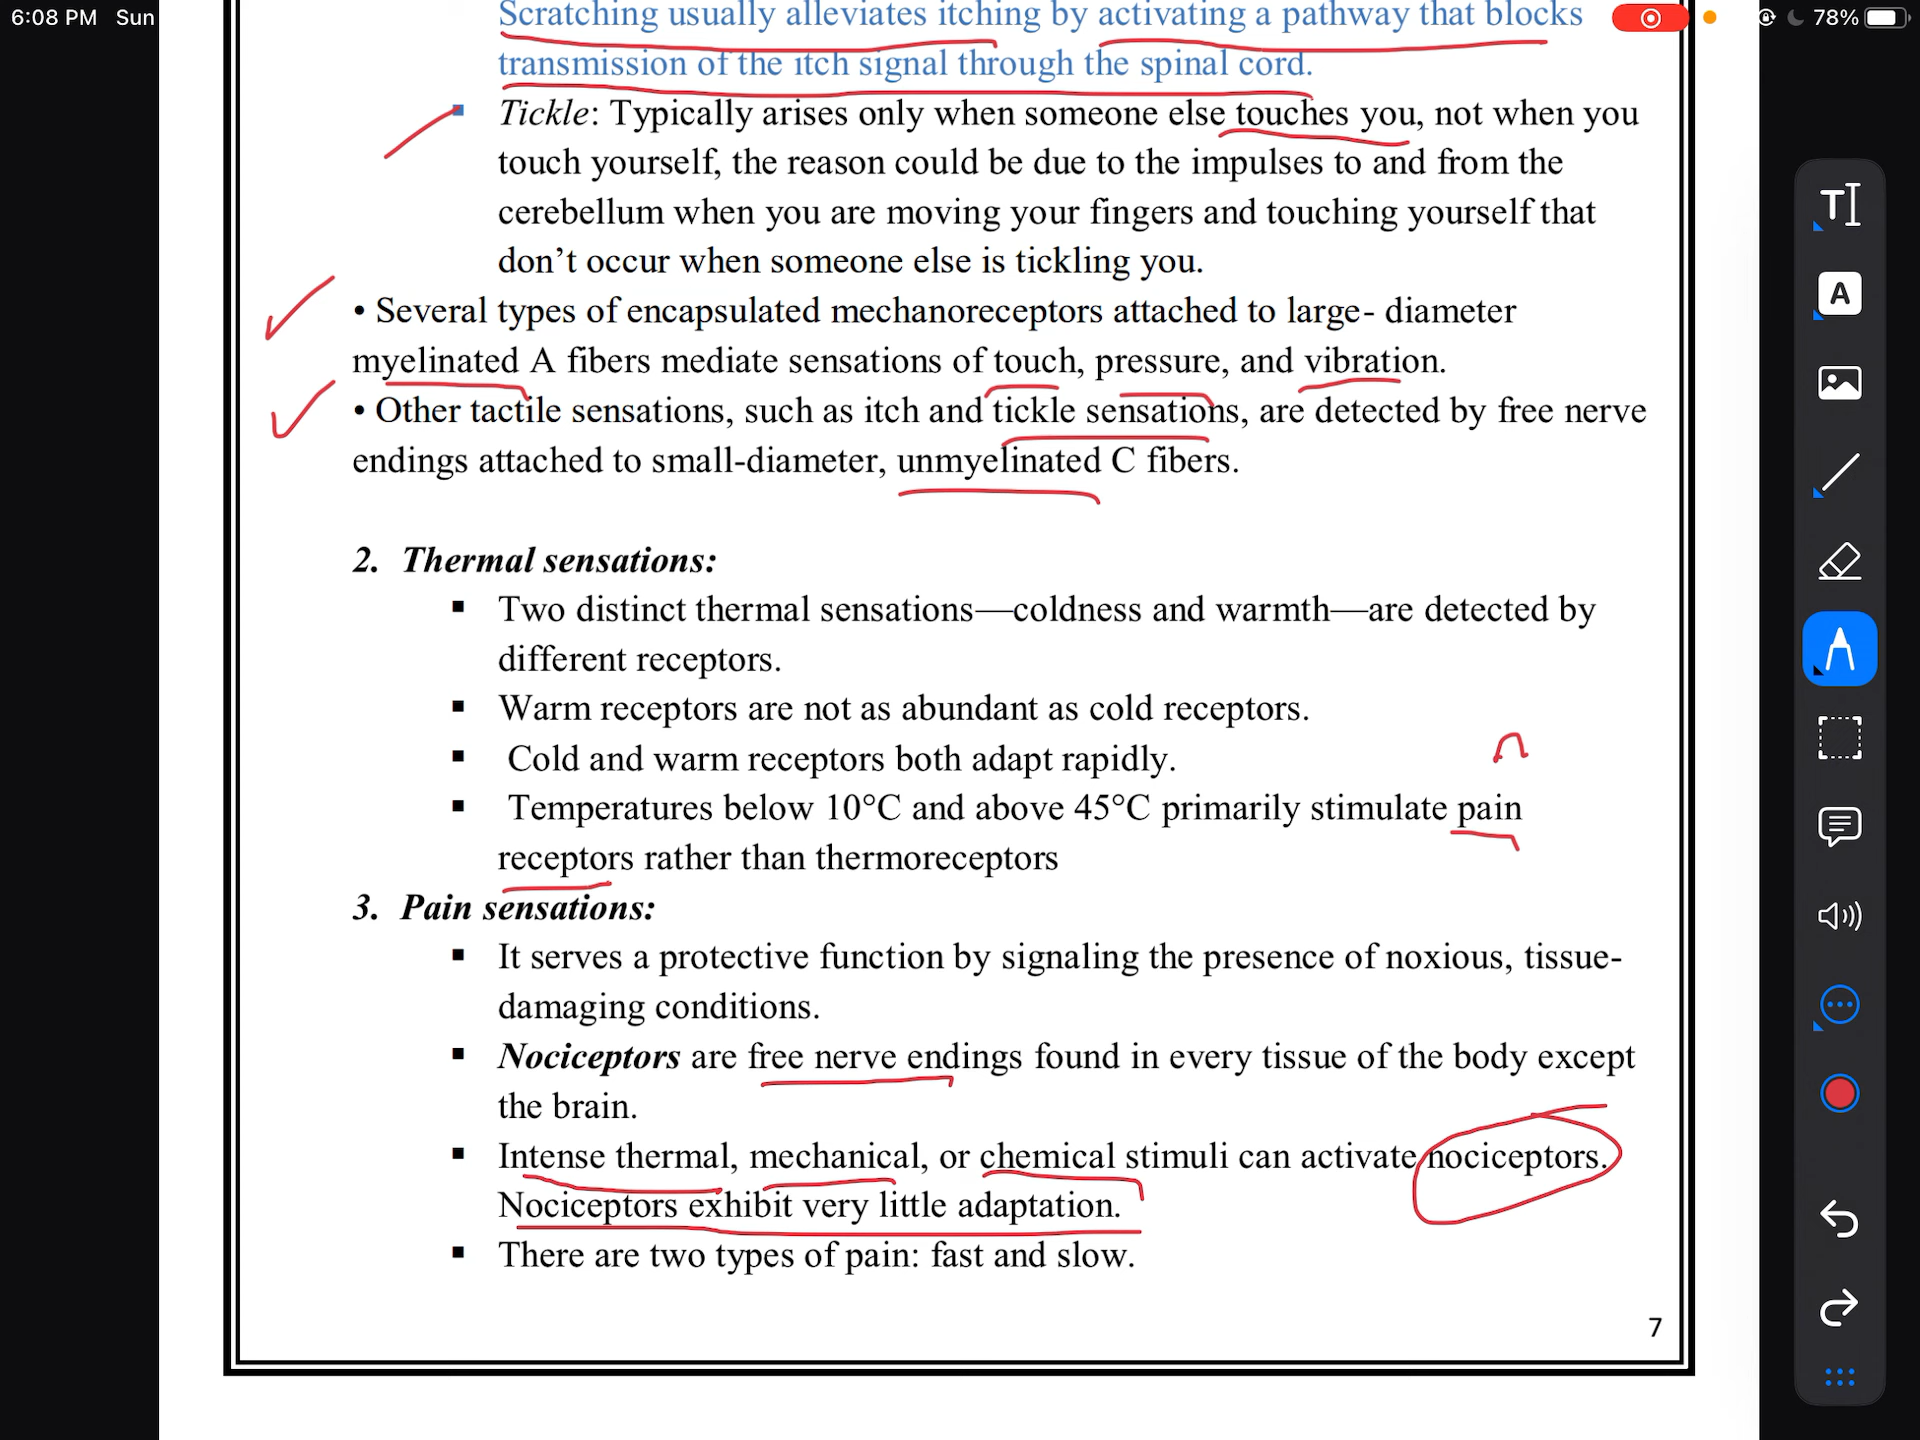 6:08 PM Sun
78%
Scratching usually alleviates itching by activating a pathway that blocks
transmission of the itch signal through the spinal cord.
▪ Tickle: Typically arises only when someone else touches you, not when you
touch yourself, the reason could be due to the impulses to and from the
cerebellum when you are moving your fingers and touching yourself that
don’t occur when someone else is tickling you.
• Several types of encapsulated mechanoreceptors attached to large- diameter
myelinated A fibers mediate sensations of touch, pressure, and vibration.
• Other tactile sensations, such as itch and tickle sensations, are detected by free nerve
endings attached to small-diameter, unmyelinated C fibers.
2. Thermal sensations:
▪ Two distinct thermal sensations—coldness and warmth—are detected by
different receptors.
▪ Warm receptors are not as abundant as cold receptors.
▪ Cold and warm receptors both adapt rapidly.
▪ Temperatures below 10°C and above 45°C primarily stimulate pain
receptors rather than thermoreceptors
3. Pain sensations:
▪ It serves a protective function by signaling the presence of noxious, tissue-
damaging conditions.
▪ Nociceptors are free nerve endings found in every tissue of the body except
the brain.
▪ Intense thermal, mechanical, or chemical stimuli can activate nociceptors.
Nociceptors exhibit very little adaptation.
▪ There are two types of pain: fast and slow.
7